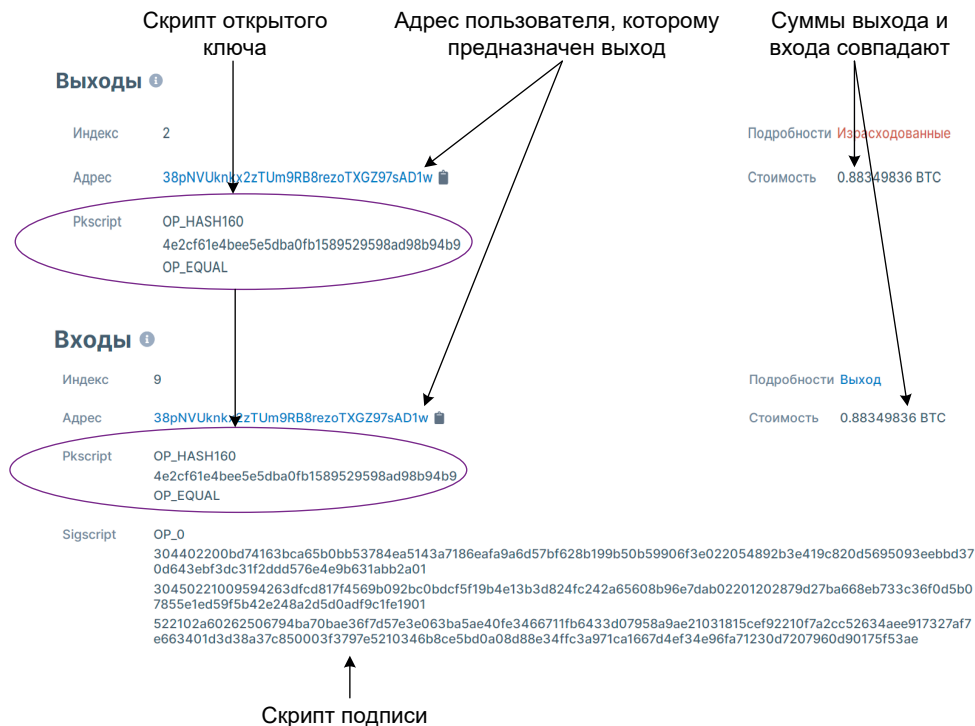 Скрипт открытого
ключа
Адрес пользователя, которому
предназначен выход
Суммы выхода и
входа совпадают
Выходы
Индекс 2
Подробности Израсходованные
Адрес 38pNVUknkx2zTUm9RB8rezoTXGZ97sAD1w
Стоимость 0.88349836 BTC
Pkscript OP_HASH160
4e2cf61e4bee5e5dba0fb1589529598ad98b94b9
OP_EQUAL
Входы
Индекс 9
Подробности Выход
Адрес 38pNVUknkx2zTUm9RB8rezoTXGZ97sAD1w
Стоимость 0.88349836 BTC
Pkscript OP_HASH160
4e2cf61e4bee5e5dba0fb1589529598ad98b94b9
OP_EQUAL
Sigscript OP_0
304402200bd74163bca65b0bb53784ea5143a7186eafa9a6d57bf628b199b50b59906f3e022054892b3e419c820d5695093eebbd37
0d643ebf3dc31f2ddd576e4e9b631abb2a01
30450221009594263dfcd817f4569b092bc0bdcf5f19b4e13b3d824fc242a65608b96e7dab02201202879d27ba668eb733c36f0d5b0
7855e1ed59f5b42e248a2d5d0adf9c1fe1901
522102a60262506794ba70bae36f7d57e3e063ba5ae40fe3466711fb6433d07958a9ae21031815cef92210f7a2cc52634aee917327af7
e663401d3d38a37c850003f3797e5210346b8ce5bd0a08d88e34ffc3a971ca1667d4ef34e96fa71230d7207960d90175f53ae
Скрипт подписи